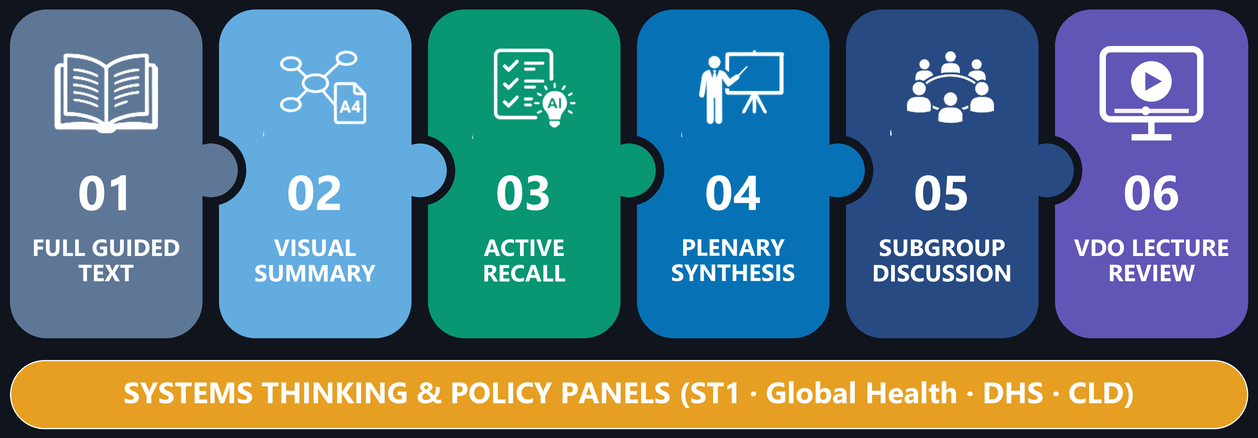 A4
AI
01
FULL GUIDED
TEXT
02
VISUAL
SUMMARY
03
ACTIVE
RECALL
04
PLENARY
SYNTHESIS
05
SUBGROUP
DISCUSSION
06
VDO LECTURE
REVIEW
SYSTEMS THINKING & POLICY PANELS (ST1 · Global Health · DHS · CLD)